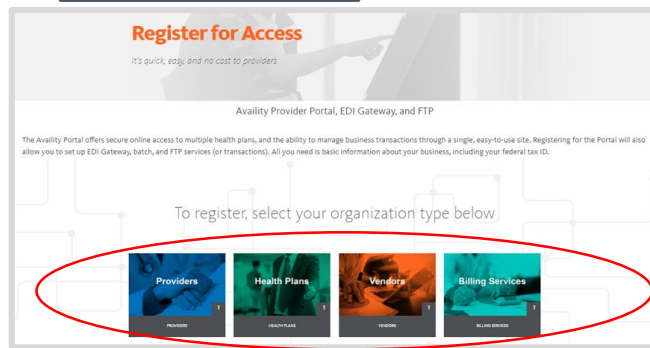 Register for Access
It's quick, easy, and no cost to providers
Availity Provider Portal, EDI Gateway, and FTP
The Availity Portal offers secure online access to multiple health plans, and the ability to manage business transactions through a single, easy-to-use site. Registering for the Portal will also
allow you to set up EDI Gateway, batch, and FTP services (or transactions). All you need is basic information about your business, including your federal tax ID.
To register, select your organization type below
Providers Health Plans Vendors Billing Services
PROVIDERS HEALTH PLANS VENDORS BILLING SERVICES